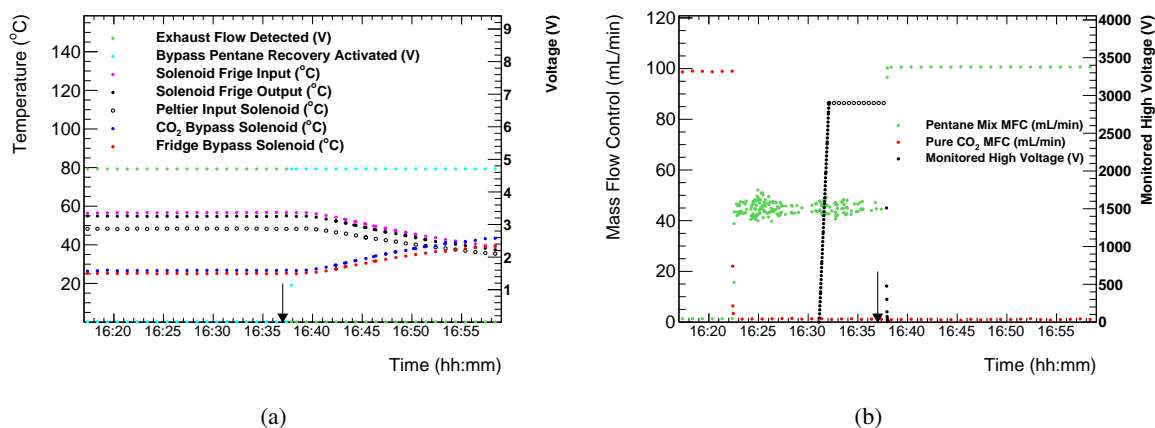 Temperature (°C)
140
120
100
80
60
40
20
Exhaust Flow Detected (V)
Bypass Pentane Recovery Activated (V)
Solenoid Frige Input (°C)
Solenoid Frige Output (°C)
Peltier Input Solenoid (°C)
CO₂ Bypass Solenoid (°C)
Fridge Bypass Solenoid (°C)
Voltage (V)
9
8
7
6
5
4
3
2
1
16:20 16:25 16:30 16:35 16:40 16:45 16:50 16:55
Time (hh:mm)
(a)
Mass Flow Control (mL/min)
120
100
80
60
40
20
0
Pentane Mix MFC (mL/min)
Pure CO₂ MFC (mL/min)
Monitored High Voltage (V)
Monitored High Voltage (V)
4000
3500
3000
2500
2000
1500
1000
500
0
16:20 16:25 16:30 16:35 16:40 16:45 16:50 16:55
Time (hh:mm)
(b)